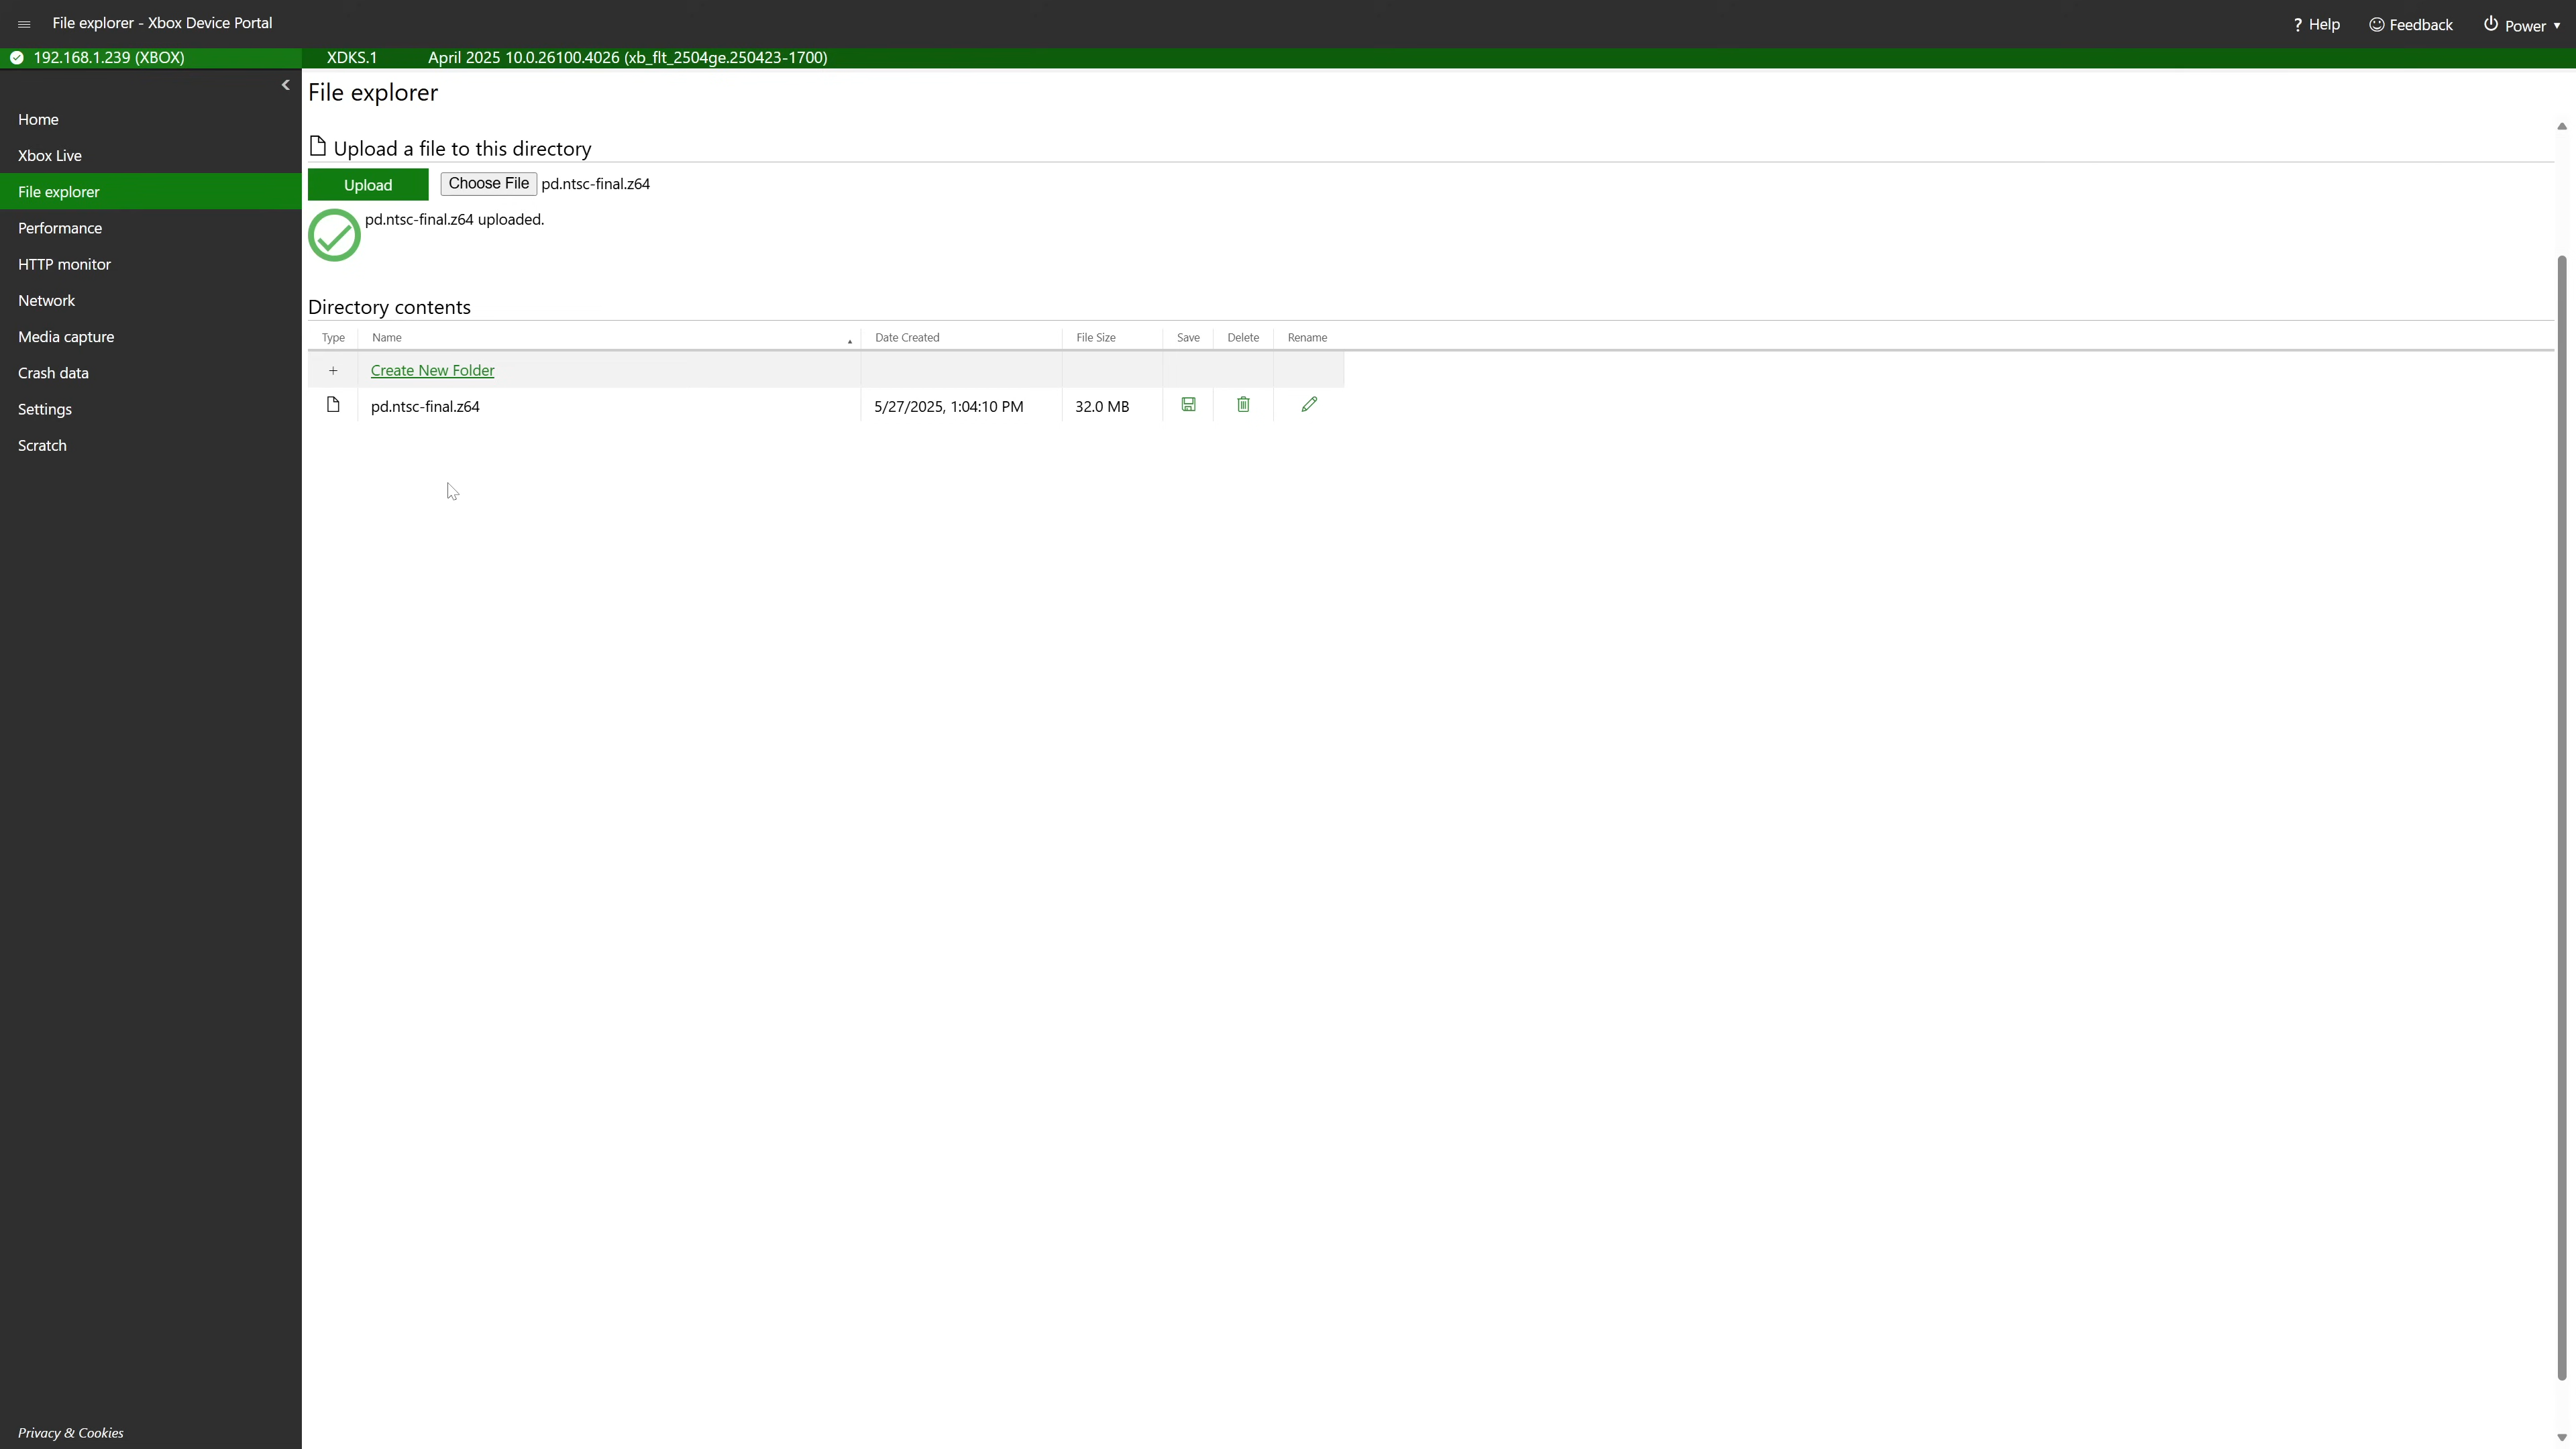 File explorer - Xbox Device Portal
? Help
Feedback
Power
192.168.1.239 (XBOX)
XDKS.1
April 2025 10.0.26100.4026 (xb_flt_2504ge.250423-1700)
Home
Xbox Live
File explorer
Performance
HTTP monitor
Network
Media capture
Crash data
Settings
Scratch
Privacy & Cookies
File explorer
Upload a file to this directory
Upload
Choose File pd.ntsc-final.z64
pd.ntsc-final.z64 uploaded.
Directory contents
Type Name Date Created File Size Save Delete Rename
+ Create New Folder
pd.ntsc-final.z64 5/27/2025, 1:04:10 PM 32.0 MB